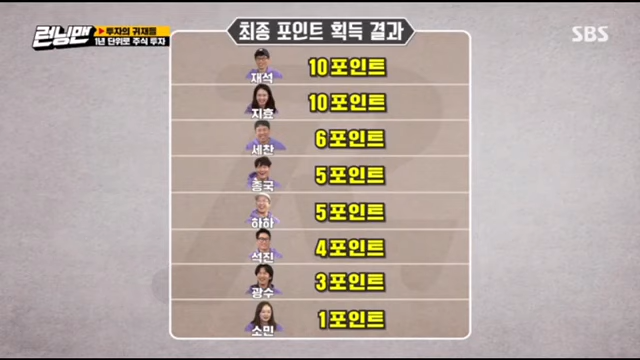 런닝맨
▶투자의 귀재들
1년 단위로 주식 투자
최종 포인트 획득 결과
SBS
재석 10포인트
지효 10포인트
세찬 6포인트
종국 5포인트
하하 5포인트
석진 4포인트
광수 3포인트
소민 1포인트